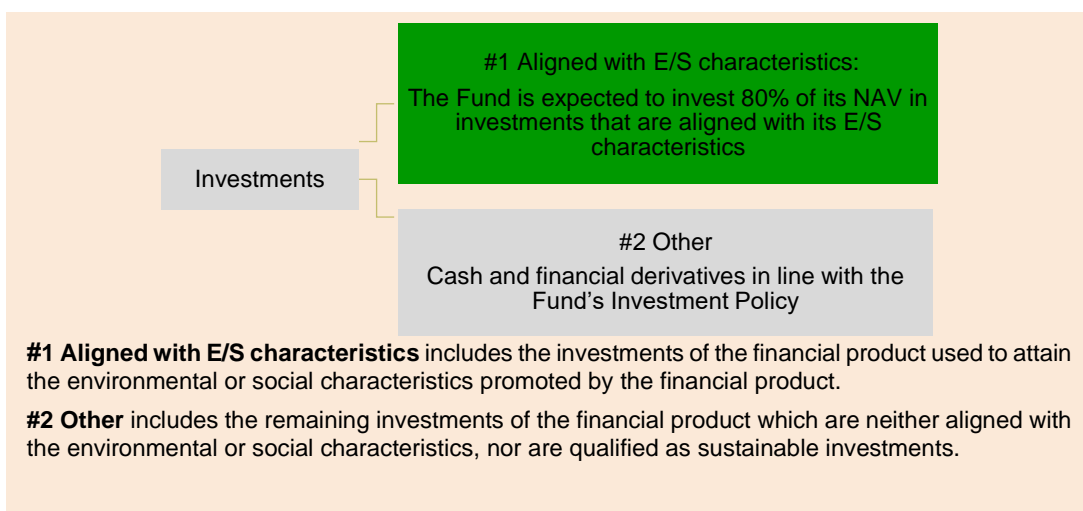 #1 Aligned with E/S characteristics:
The Fund is expected to invest 80% of its NAV in
investments that are aligned with its E/S
characteristics
Investments
#2 Other
Cash and financial derivatives in line with the
Fund's Investment Policy
#1 Aligned with E/S characteristics includes the investments of the financial product used to attain
the environmental or social characteristics promoted by the financial product.
#2 Other includes the remaining investments of the financial product which are neither aligned with
the environmental or social characteristics, nor are qualified as sustainable investments.